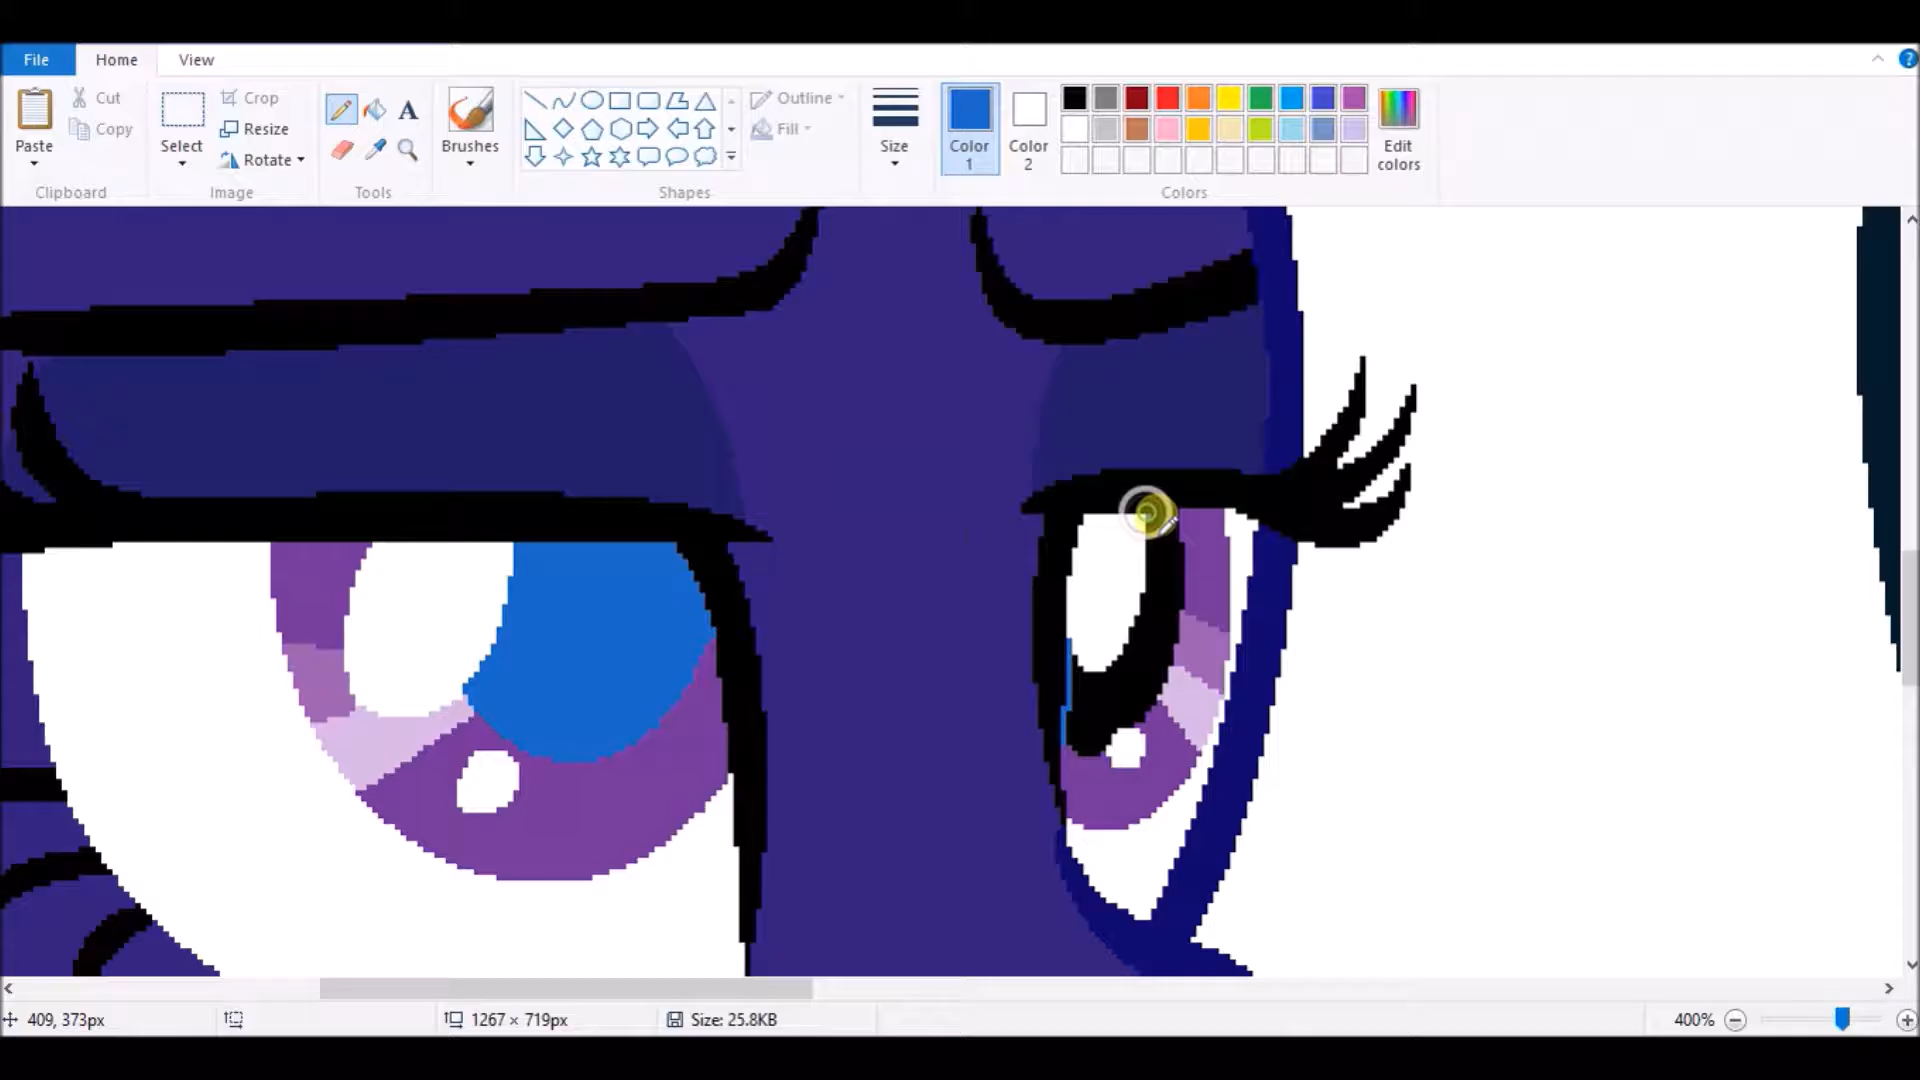 File Home View ?
Cut Crop A Outline
Copy Resize Fill
Paste Select Rotate Brushes Size Color 1 Color 2 Edit colors
Clipboard Image Tools Shapes Colors
409, 373px 1267 × 719px Size: 25.8KB 400%